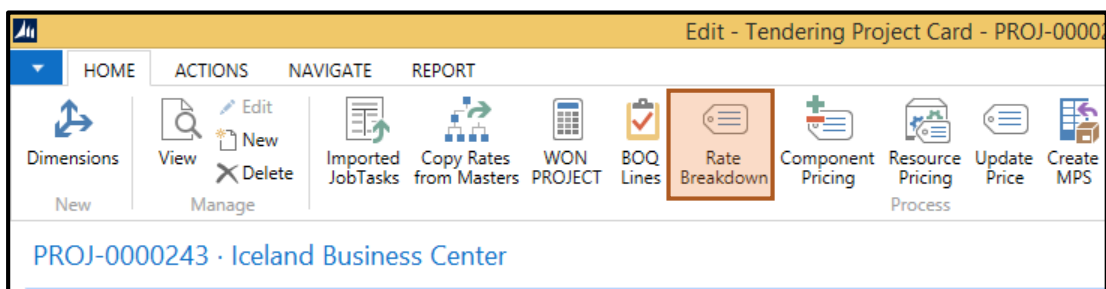 Edit - Tendering Project Card - PROJ-0000
HOME ACTIONS NAVIGATE REPORT
Dimensions
View
Edit
New
Delete
Imported JobTasks
Copy Rates from Masters
WON PROJECT
BOQ Lines
Rate Breakdown
Component Pricing
Resource Pricing
Update Price
Create MPS
New
Manage
Process
PROJ-0000243 · Iceland Business Center